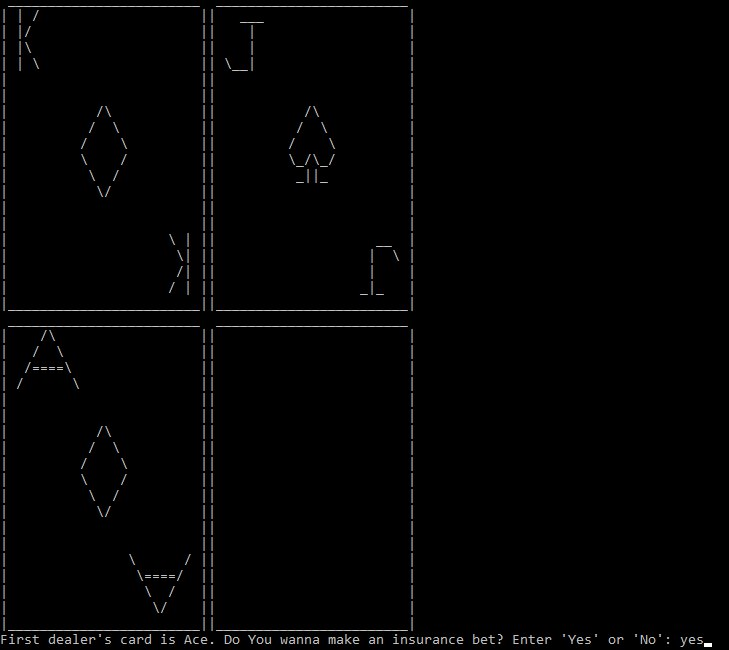 First dealer's card is Ace. Do You wanna make an insurance bet? Enter 'Yes' or 'No': yes